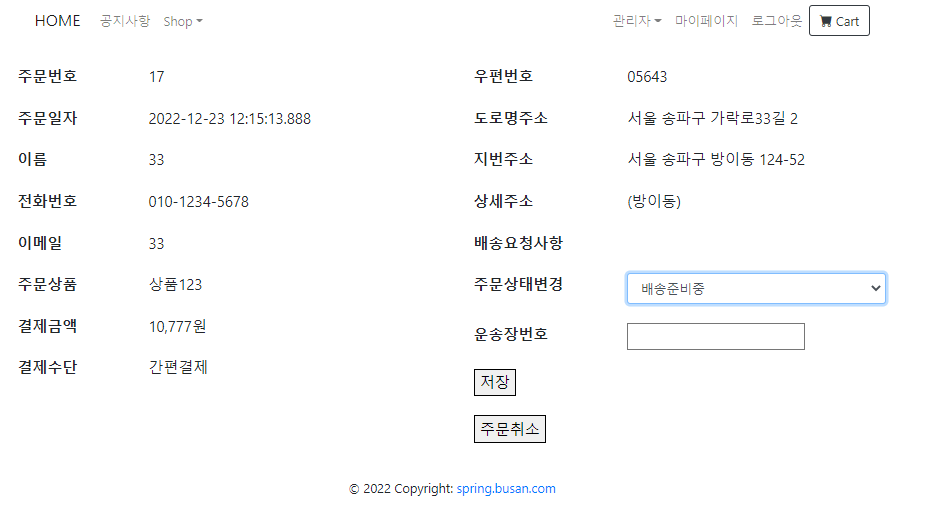 HOME 공지사항 Shop 관리자 마이페이지 로그아웃 Cart
주문번호 17
주문일자 2022-12-23 12:15:13.888
이름 33
전화번호 010-1234-5678
이메일 33
주문상품 상품123
결제금액 10,777원
결제수단 간편결제
우편번호 05643
도로명주소 서울 송파구 가락로33길 2
지번주소 서울 송파구 방이동 124-52
상세주소 (방이동)
배송요청사항
주문상태변경 배송준비중
운송장번호
저장
주문취소
© 2022 Copyright: spring.busan.com